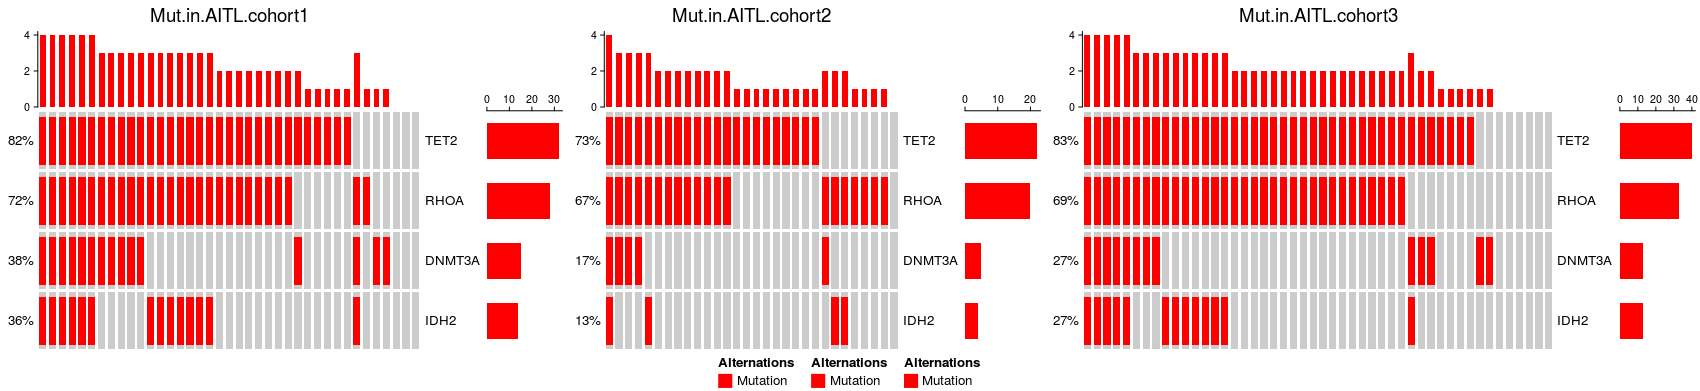 Mut.in.AITL.cohort1
4
2
0
0 10 20 30
82% TET2
72% RHOA
38% DNMT3A
36% IDH2
Mut.in.AITL.cohort2
4
2
0
0 10 20
73% TET2
67% RHOA
17% DNMT3A
13% IDH2
Mut.in.AITL.cohort3
4
2
0
0 10 20 30 40
83% TET2
69% RHOA
27% DNMT3A
27% IDH2
Alternations Alternations Alternations
Mutation Mutation Mutation